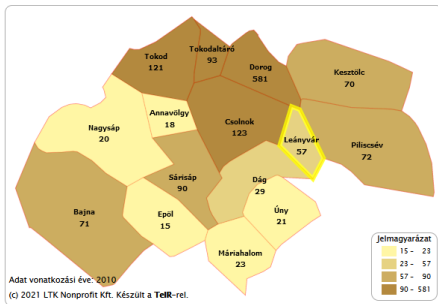 Tokod
121
Tokodaltáró
93
Dorog
581
Kesztölc
70
Nagysáp
20
Annavölgy
18
Csolnok
123
Leányvár
57
Piliscsév
72
Sárisáp
90
Dág
29
Bajna
71
Epöl
15
Úny
21
Máriahalom
23
Jelmagyarázat
15 - 23
23 - 57
57 - 90
90 - 581
Adat vonatkozási éve: 2010
(c) 2021 LTK Nonprofit Kft. Készült a TeIR-rel.